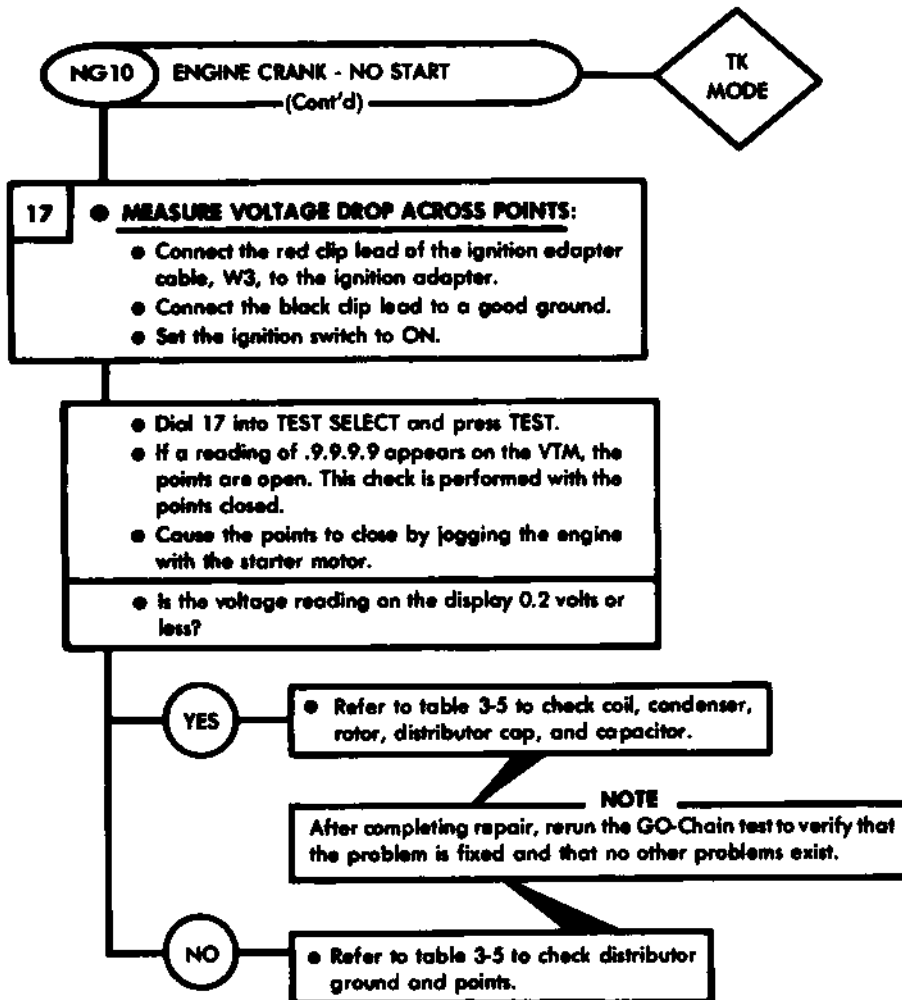 NG10 ENGINE CRANK - NO START
(Cont'd)
TK
MODE
17 ● MEASURE VOLTAGE DROP ACROSS POINTS:
● Connect the red clip lead of the ignition edapter
cable, W3, to the ignition adapter.
● Connect the black clip lead to a good ground.
● Set the ignition switch to ON.
● Dial 17 into TEST SELECT and press TEST.
● If a reading of .9.9.9.9 appears on the VTM, the
points are open. This check is performed with the
points closed.
● Cause the points to close by jogging the engine
with the starter motor.
● Is the voltage reading on the display 0.2 volts or
less?
YES
● Refer to table 3-5 to check coil, condenser,
rotor, distributor cap, and capacitor.
NOTE
After completing repair, rerun the GO-Chain test to verify that
the problem is fixed and that no other problems exist.
NO
● Refer to table 3-5 to check distributor
ground and points.